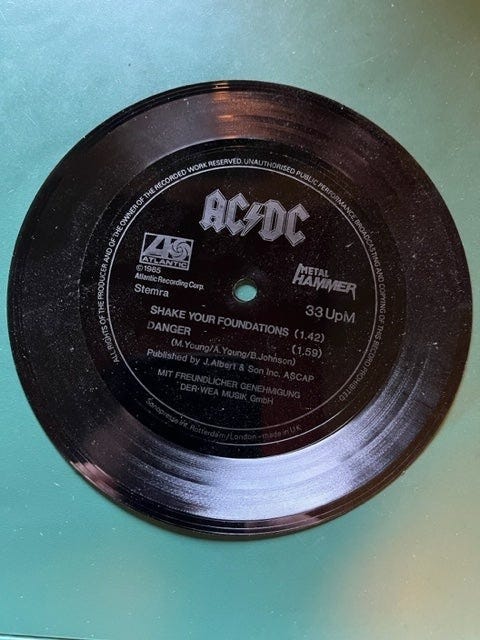 ALL RIGHTS OF THE PRODUCER AND OF THE OWNER OF THE RECORDED WORK RESERVED. UNAUTHORISED PUBLIC PERFORMANCE, BROADCASTING AND COPYING OF THIS RECORD PROHIBITED.
AC DC
ATLANTIC
©1985
Atlantic Recording Corp.
Stemra
METAL
HAMMER
33 UpM
SHAKE YOUR FOUNDATIONS (1.42)
DANGER (1.59)
(M.Young/A.Young/B.Johnson)
Published by J.Albert & Son Inc. ASCAP
MIT FREUNDLICHER GENEHMIGUNG
DER WEA MUSIK GmbH
Sonopresse Rotterdam/London - made in U.K.